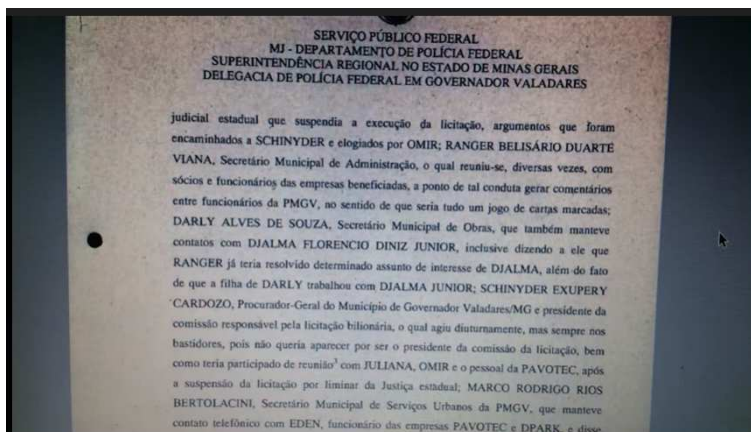 SERVIÇO PÚBLICO FEDERAL
MJ - DEPARTAMENTO DE POLÍCIA FEDERAL
SUPERINTENDÊNCIA REGIONAL NO ESTADO DE MINAS GERAIS
DELEGACIA DE POLÍCIA FEDERAL EM GOVERNADOR VALADARES
judicial estadual que suspendia a execução da licitação, argumentos que foram
encaminhados a SCHINYDER e elogiados por OMIR; RANGER BELISÁRIO DUARTE
VIANA, Secretário Municipal de Administração, o qual reuniu-se, diversas vezes, com
sócios e funcionários das empresas beneficiadas, a ponto de tal conduta gerar comentários
entre funcionários da PMGV, no sentido de que seria tudo um jogo de cartas marcadas;
DARLY ALVES DE SOUZA, Secretário Municipal de Obras, que também manteve
contatos com DJALMA FLORENCIO DINIZ JUNIOR, inclusive dizendo a ele que
RANGER já teria resolvido determinado assunto de interesse de DJALMA, além do fato
de que a filha de DARLY trabalhou com DJALMA JUNIOR; SCHINYDER EXUPERY
CARDOZO, Procurador-Geral do Município de Governador Valadares/MG e presidente da
comissão responsável pela licitação bilionária, o qual agiu diuturnamente, mas sempre nos
bastidores, pois não queria aparecer por ser o presidente da comissão da licitação, bem
como teria participado de reunião³ com JULIANA, OMIR e o pessoal da PAVOTEC, após
a suspensão da licitação por liminar da Justiça estadual; MARCO RODRIGO RIOS
BERTOLACINI, Secretário Municipal de Serviços Urbanos da PMGV, que manteve
contato telefônico com EDEN, funcionário das empresas PAVOTEC e DPARK, e disse